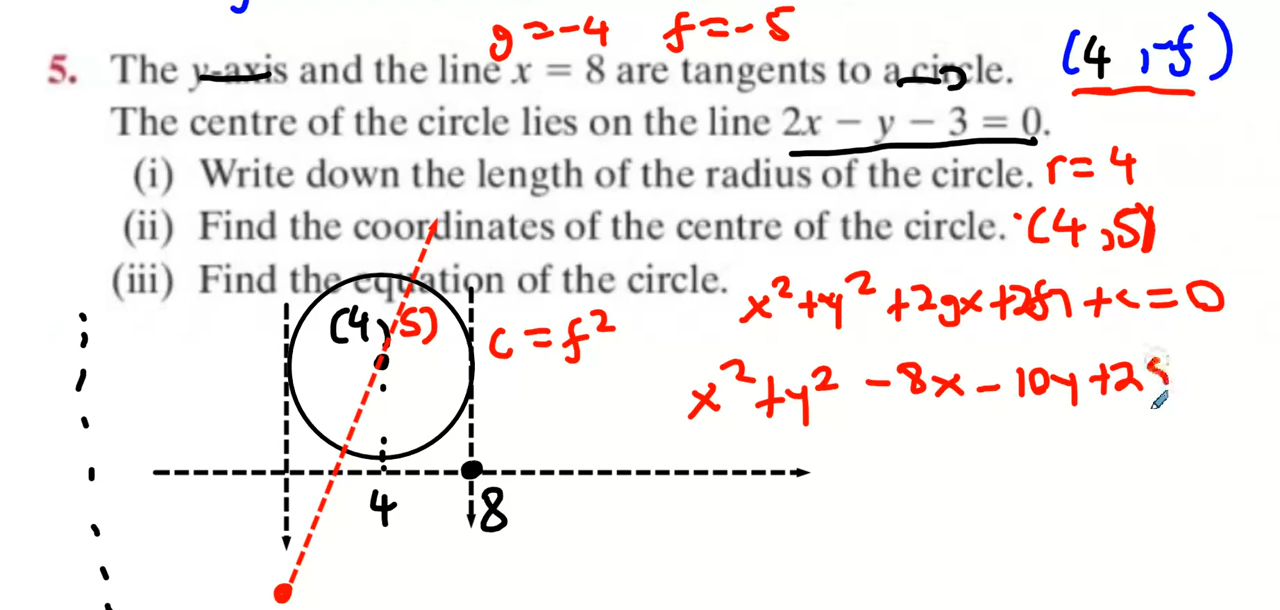 g = -4 f = -5
5. The y-axis and the line x = 8 are tangents to a circle. (4, -f)
The centre of the circle lies on the line 2x − y − 3 = 0.
(i) Write down the length of the radius of the circle. r = 4
(ii) Find the coordinates of the centre of the circle. (4, 5)
(iii) Find the equation of the circle.
x² + y² + 2gx + 2fy + c = 0
(4, 5) c = f²
x² + y² - 8x - 10y + 25
4 8